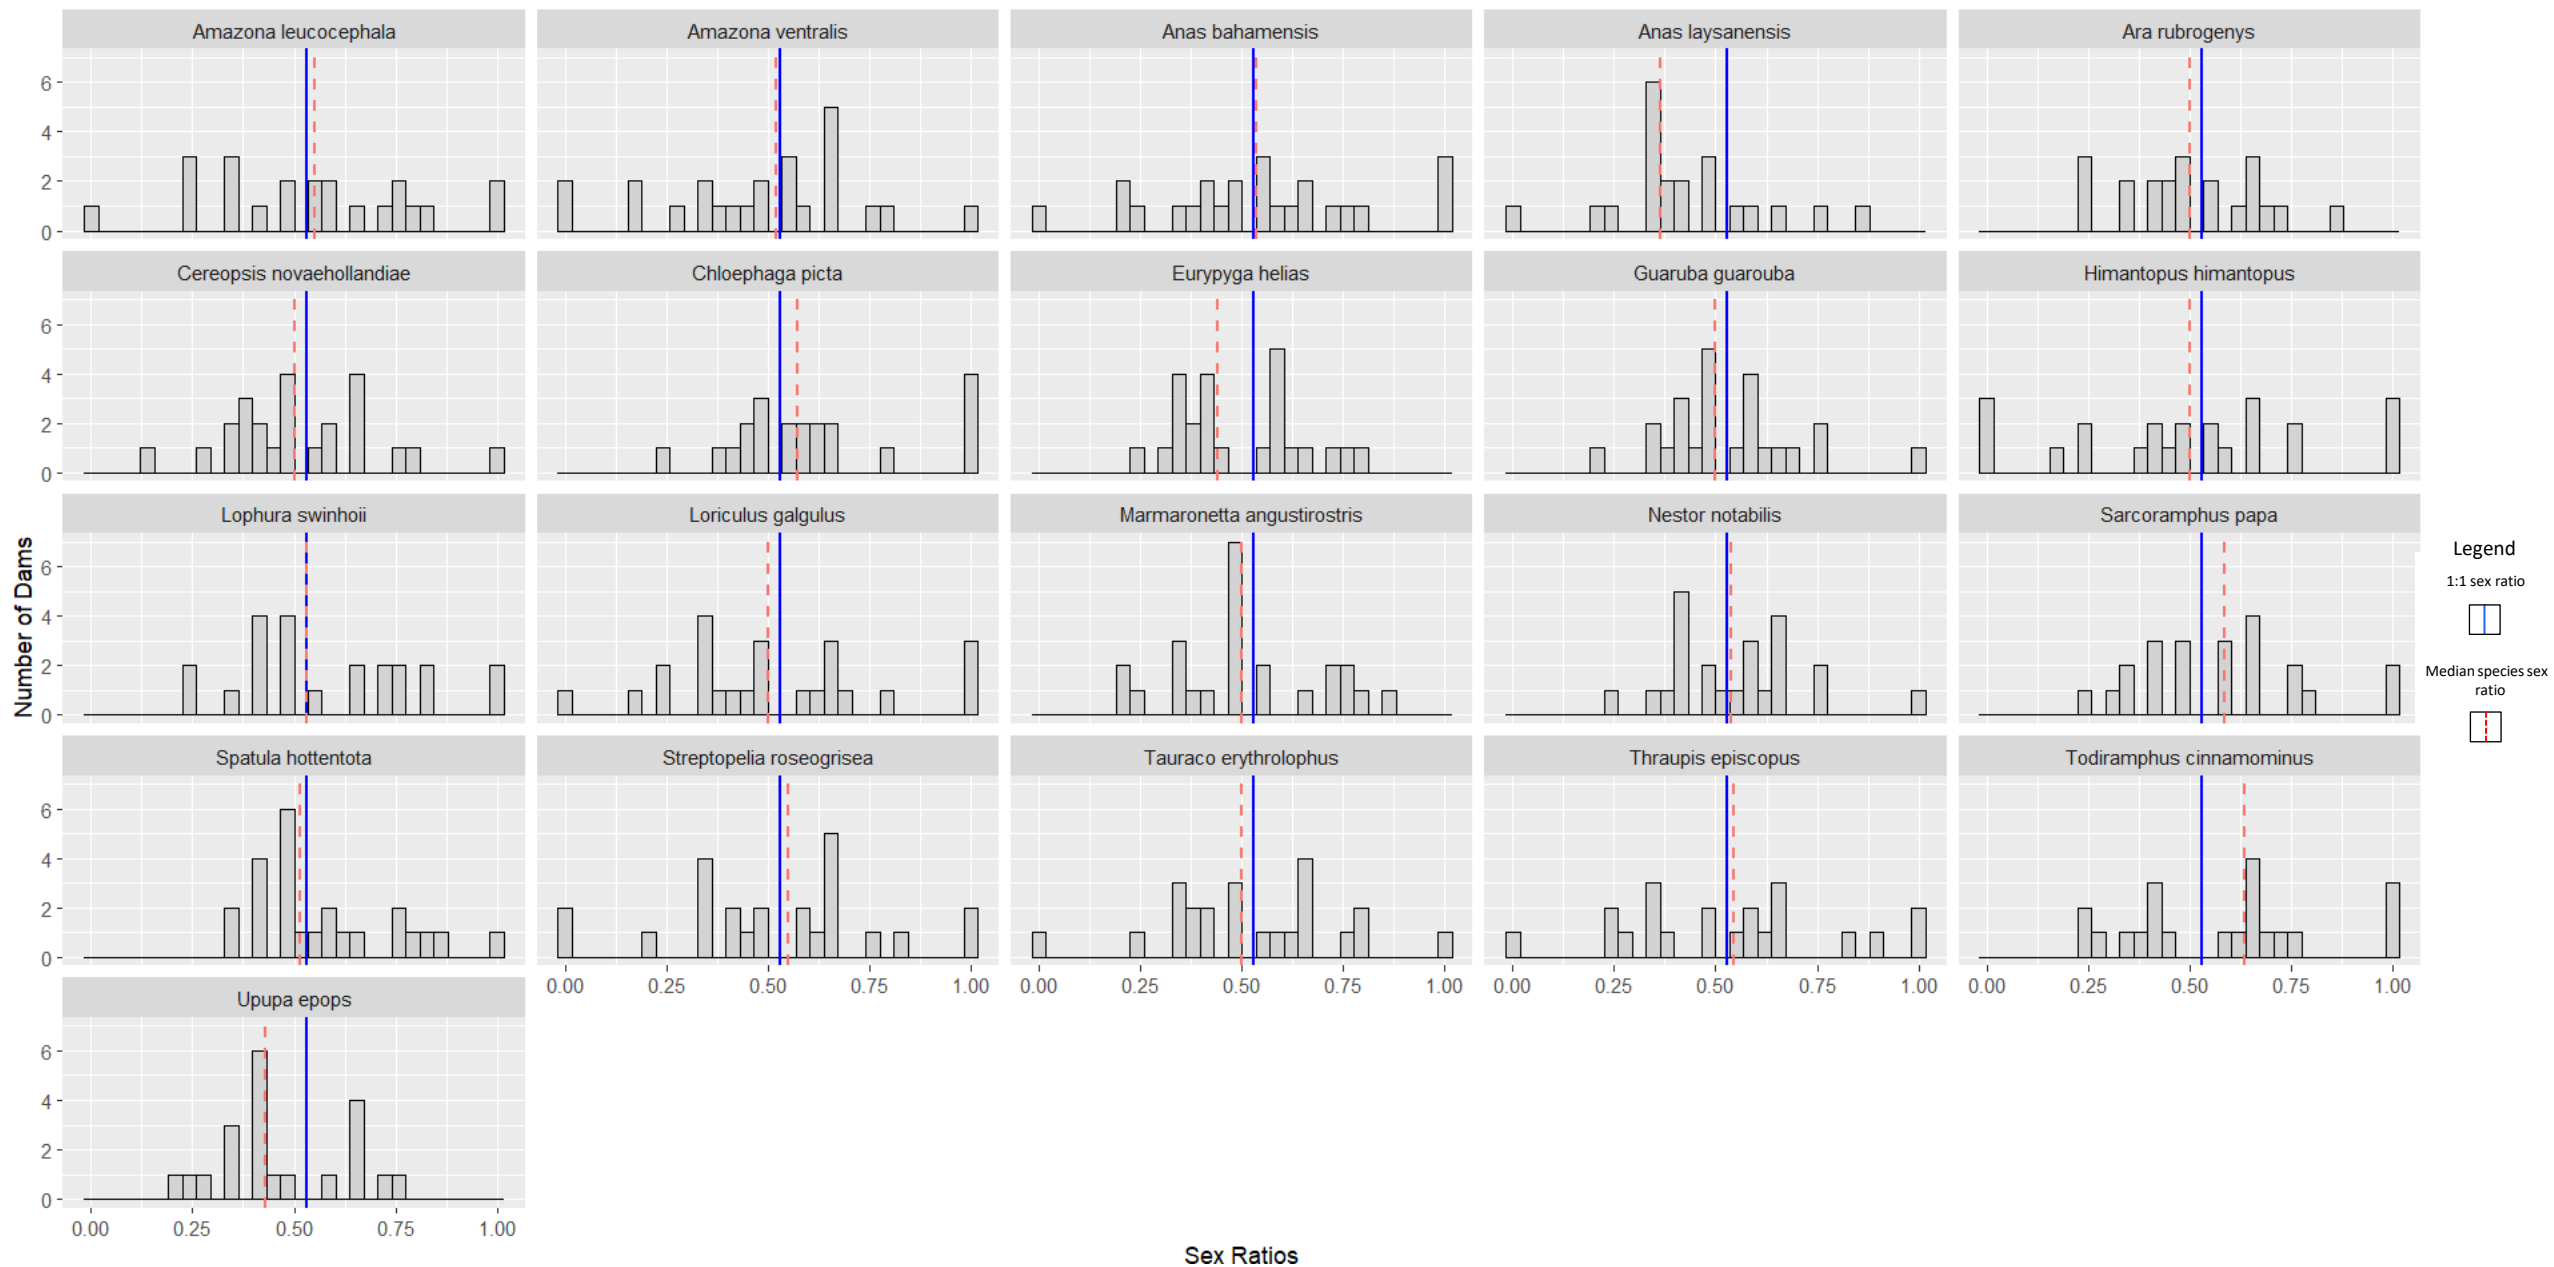 Amazona leucocephala
Amazona ventralis
Anas bahamensis
Anas laysanensis
Ara rubrogenys
6
4
2
0
Cereopsis novaehollandiae
Chloephaga picta
Eurypyga helias
Guaruba guarouba
Himantopus himantopus
6
4
2
0
Lophura swinhoii
Loriculus galgulus
Marmaronetta angustirostris
Nestor notabilis
Sarcoramphus papa
6
4
2
0
Number of Dams
Spatula hottentota
Streptopelia roseogrisea
Tauraco erythrolophus
Thraupis episcopus
Todiramphus cinnamominus
6
4
2
0
0.00 0.25 0.50 0.75 1.00
0.00 0.25 0.50 0.75 1.00
0.00 0.25 0.50 0.75 1.00
0.00 0.25 0.50 0.75 1.00
Upupa epops
6
4
2
0
0.00 0.25 0.50 0.75 1.00
Sex Ratios
Legend
1:1 sex ratio
Median species sex
ratio